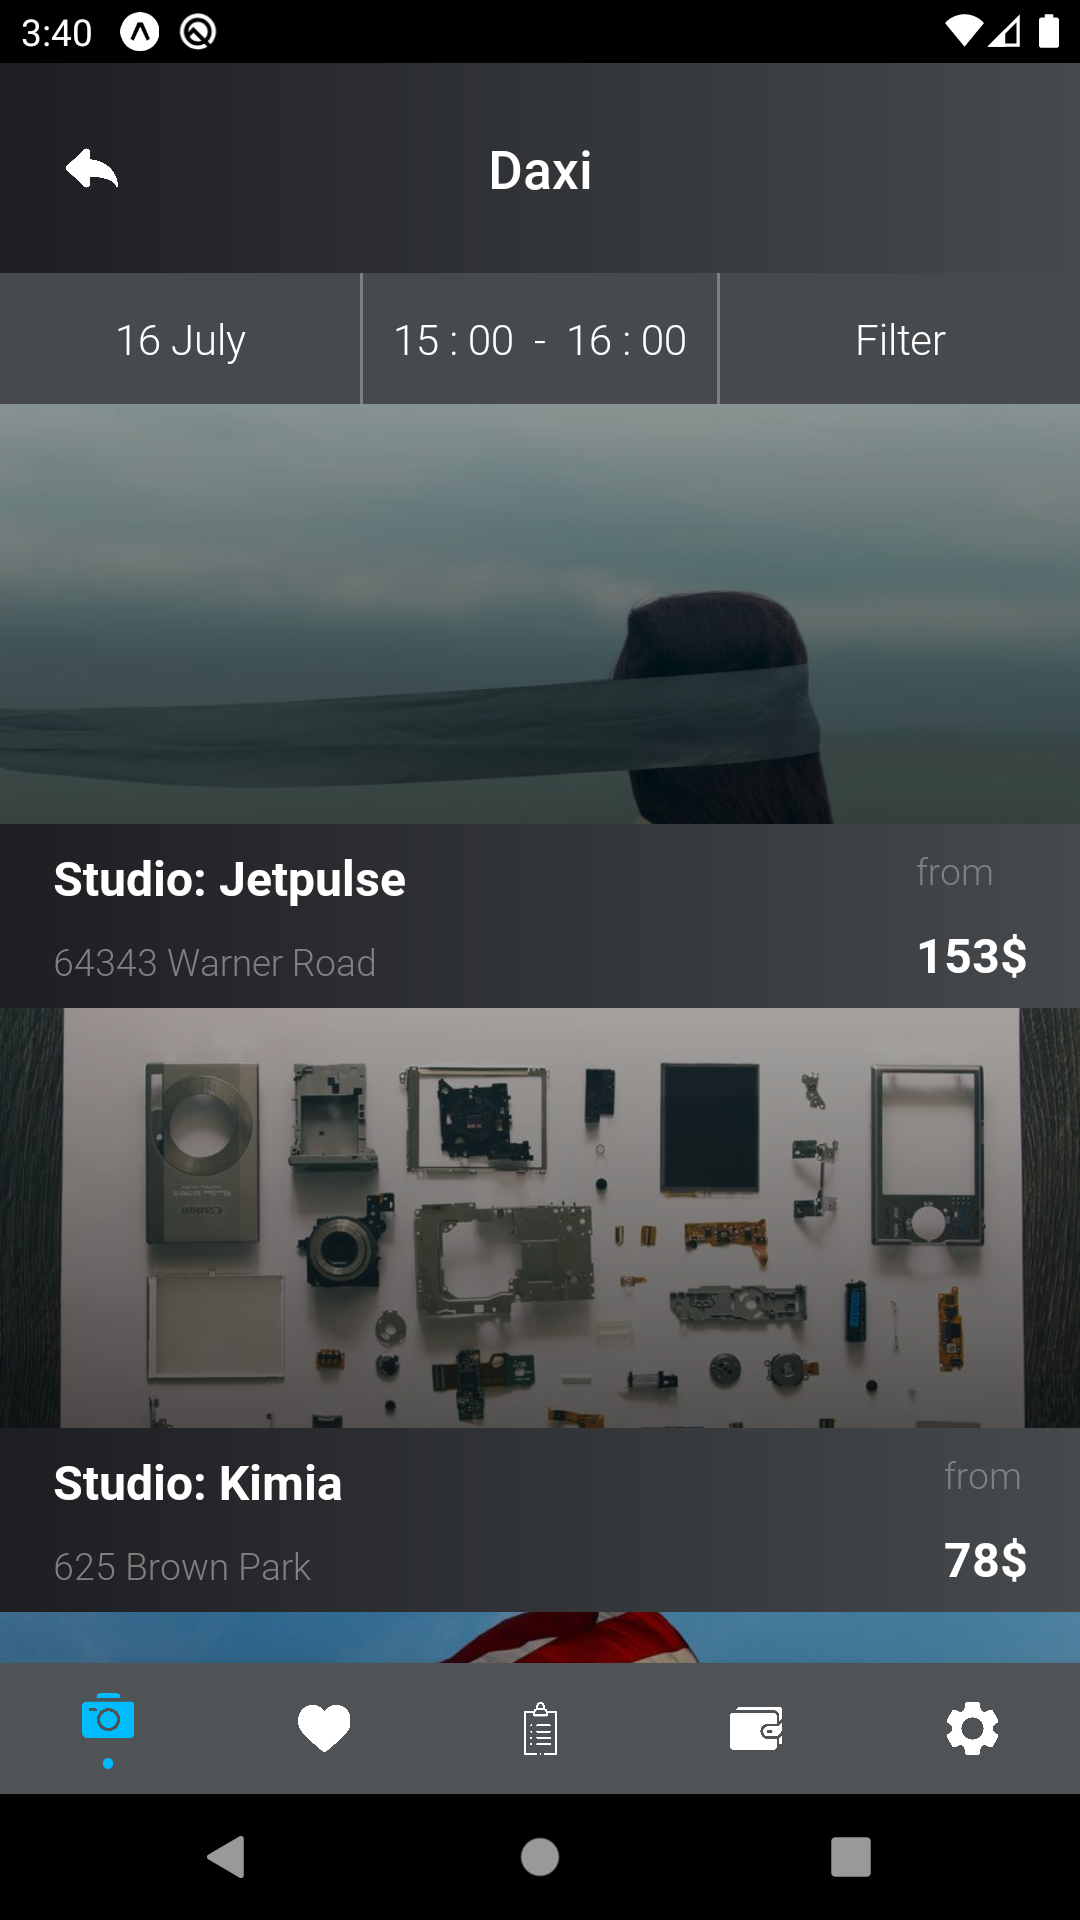 3:40
Daxi
16 July
15 : 00 - 16 : 00
Filter
Studio: Jetpulse
from
64343 Warner Road
153$
Canon
Studio: Kimia
from
625 Brown Park
78$